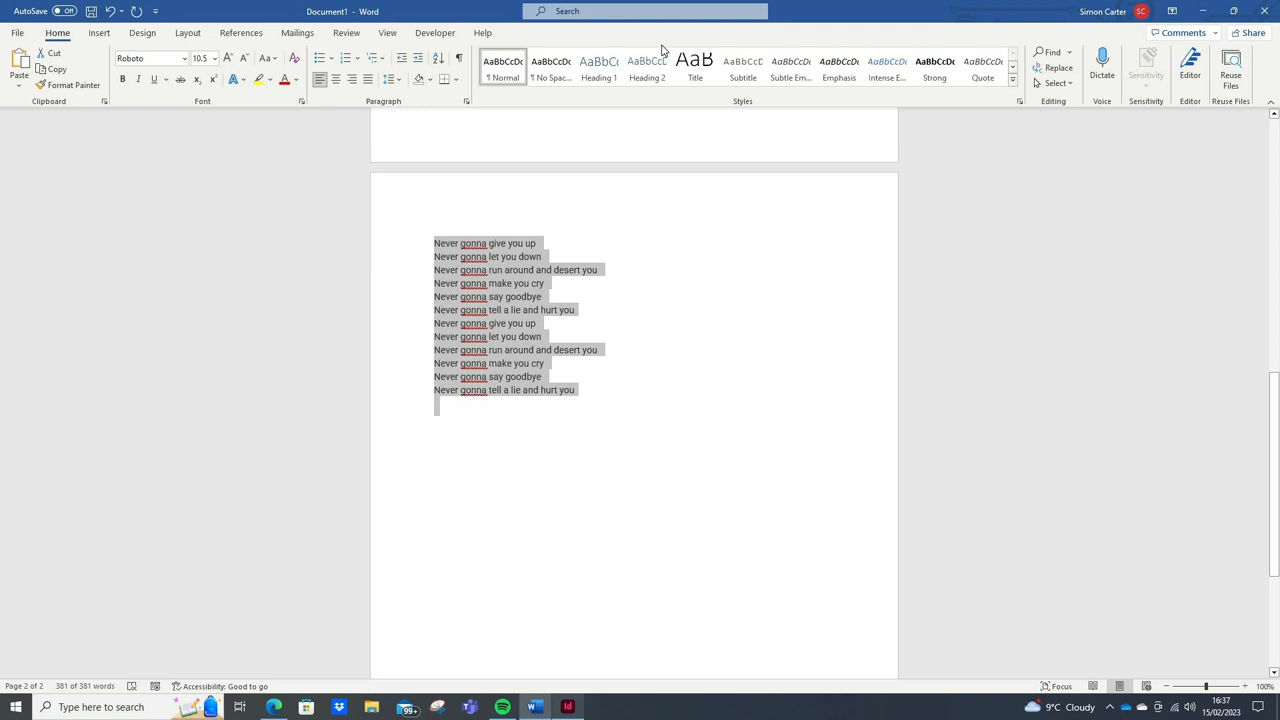 AutoSave Off Document1 - Word Search Simon Carter SC
File Home Insert Design Layout References Mailings Review View Developer Help Comments Share
Paste Cut Copy Format Painter Clipboard
Roboto 10.5 Font
Paragraph
AaBbCcDc AaBbCcDc AaBbCc AaBbCcD AaB AaBbCcD AaBbCcDc AaBbCcDc AaBbCcDc AaBbCcDc AaBbCcDc
¶ Normal ¶ No Spac... Heading 1 Heading 2 Title Subtitle Subtle Em... Emphasis Intense E... Strong Quote
Styles
Find Replace Select Editing
Dictate Voice
Sensitivity Sensitivity
Editor Editor
Reuse Files Reuse Files
Never gonna give you up
Never gonna let you down
Never gonna run around and desert you
Never gonna make you cry
Never gonna say goodbye
Never gonna tell a lie and hurt you
Never gonna give you up
Never gonna let you down
Never gonna run around and desert you
Never gonna make you cry
Never gonna say goodbye
Never gonna tell a lie and hurt you
Page 2 of 2 381 of 381 words Accessibility: Good to go Focus 100%
Type here to search 99+ Id 9°C Cloudy 16:37
15/02/2023